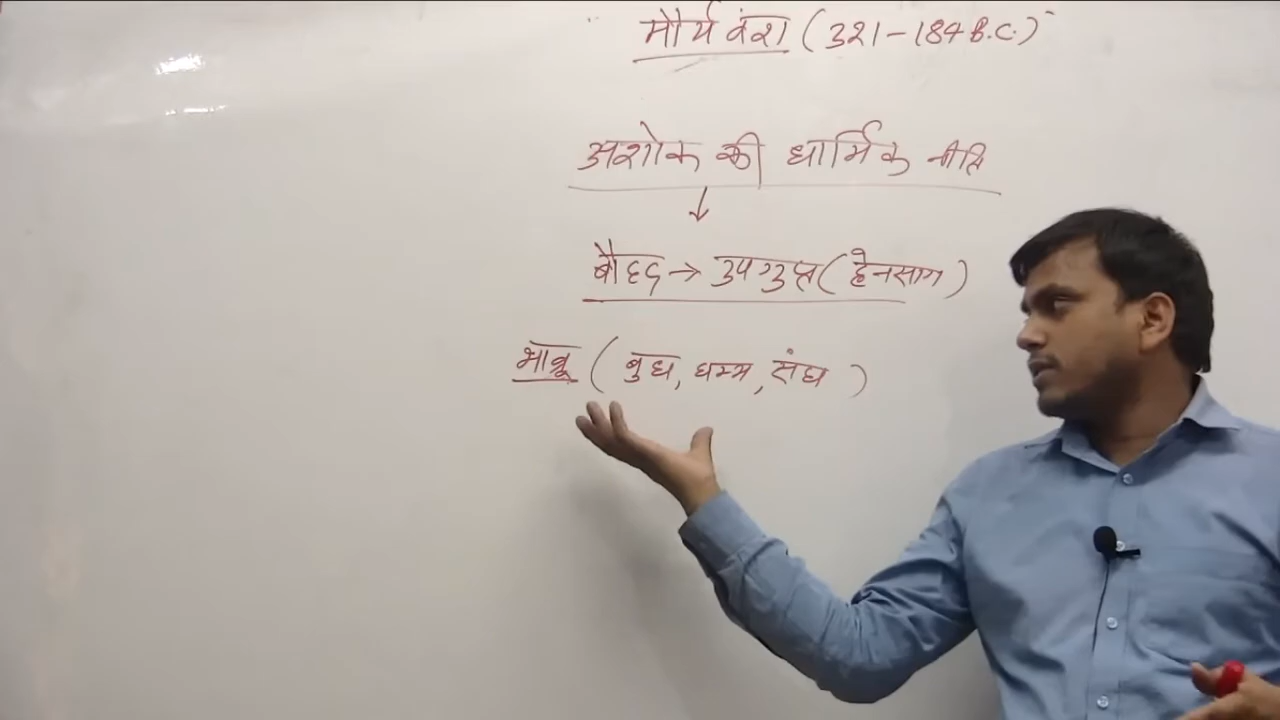 मौर्य वंश (321-184 B.C.)
अशोक की धार्मिक नीति
↓
बौद्द → उपगुप्त (हेनसाग)
भाब्रू (बुध, धम्म, संघ)